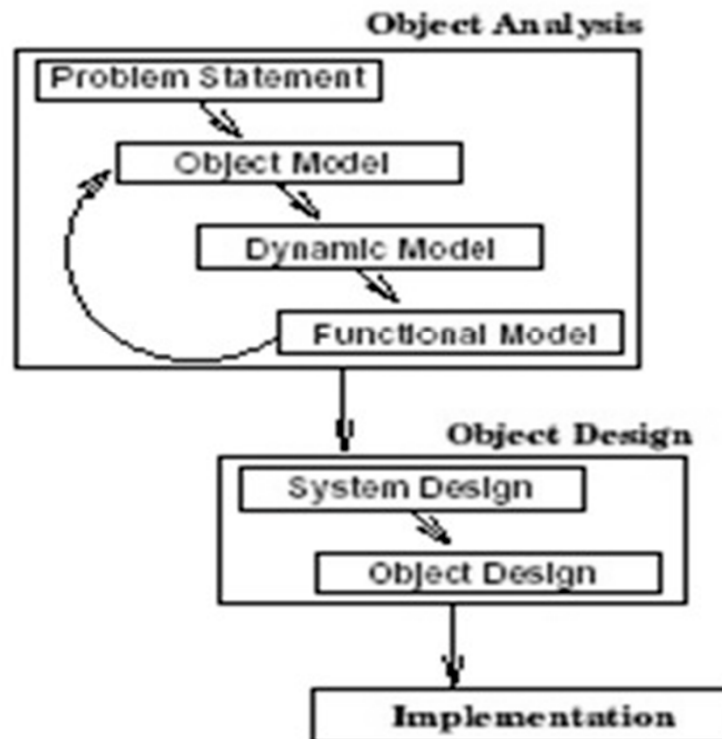 Object Analysis
Problem Statement
Object Model
Dynamic Model
Functional Model
Object Design
System Design
Object Design
Implementation